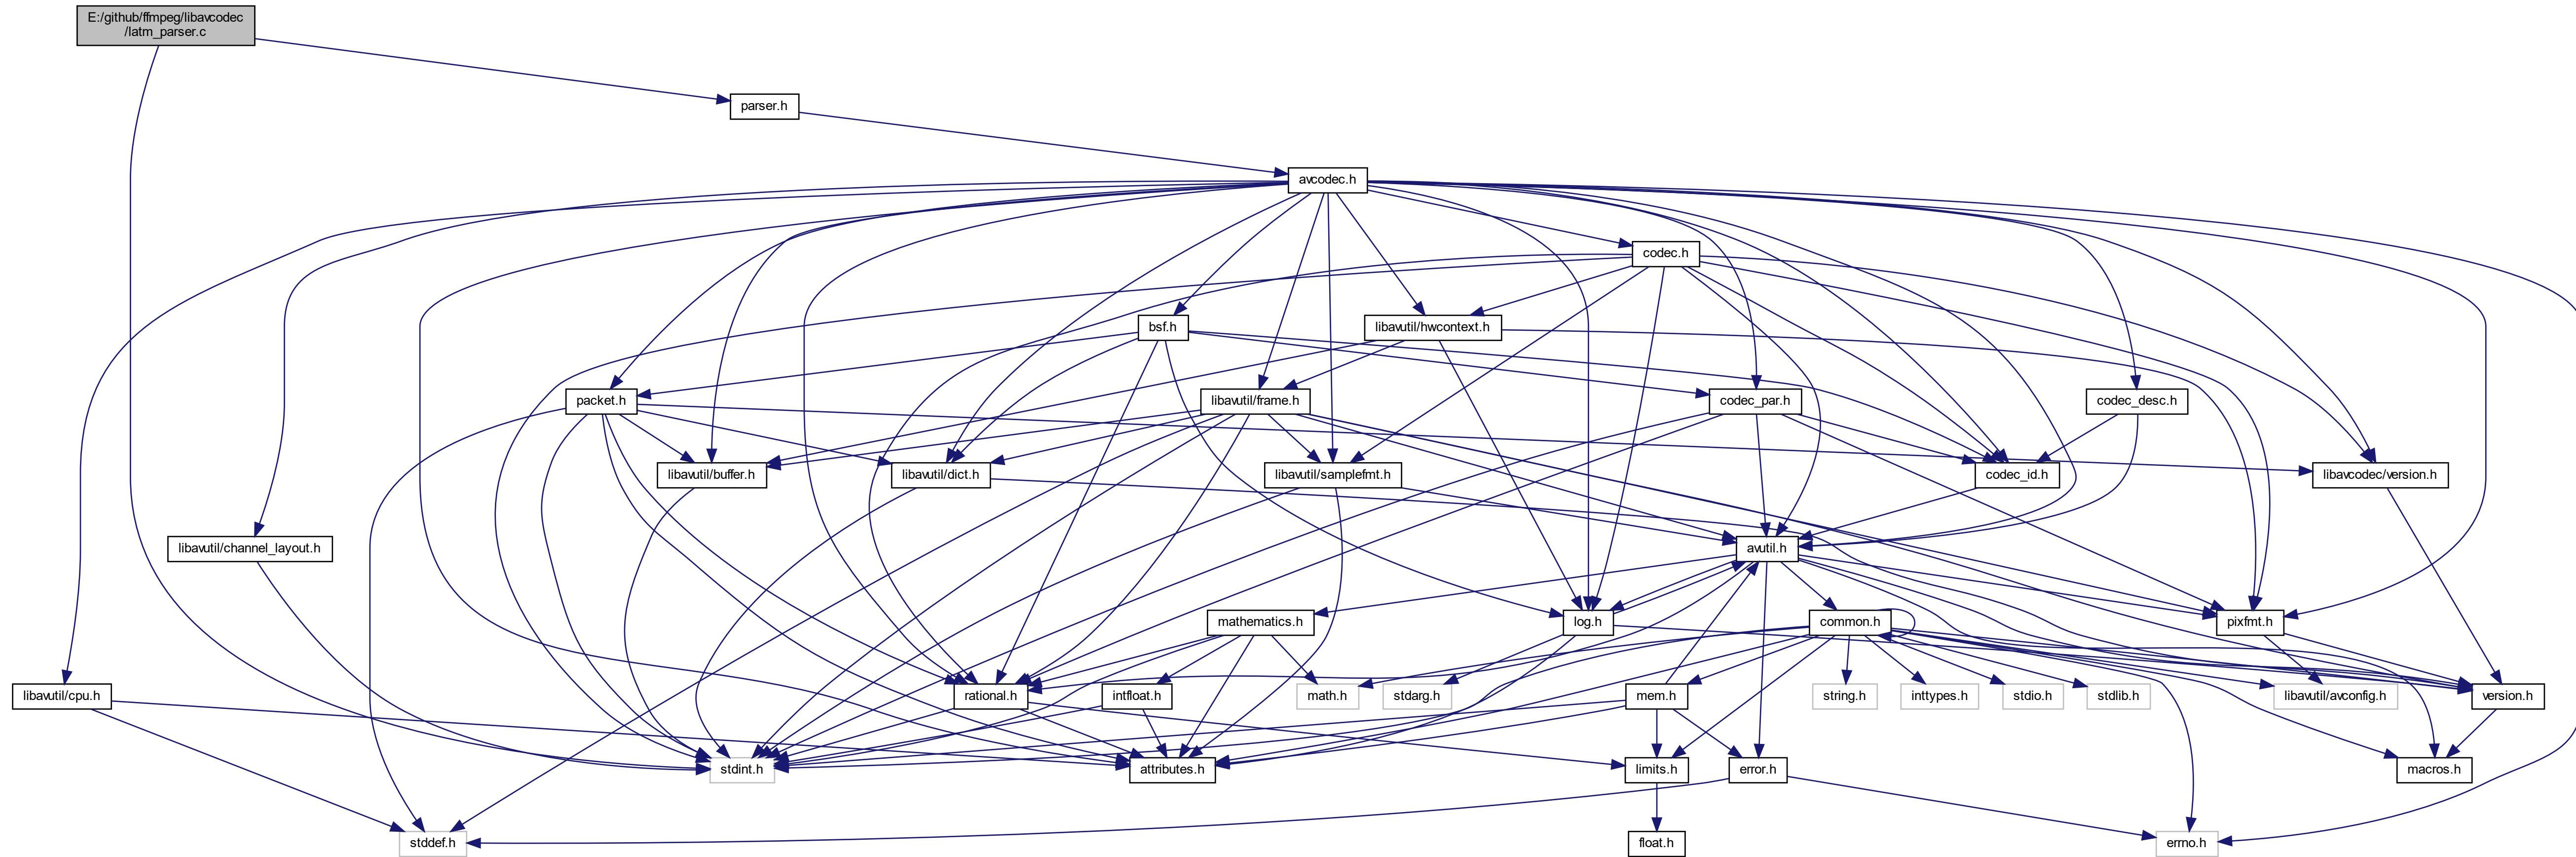 E:/github/ffmpeg/libavcodec
/latm_parser.c
parser.h
avcodec.h
codec.h
bsf.h
libavutil/hwcontext.h
packet.h
libavutil/frame.h
codec_par.h
codec_desc.h
libavutil/buffer.h
libavutil/dict.h
libavutil/samplefmt.h
codec_id.h
libavcodec/version.h
libavutil/channel_layout.h
avutil.h
mathematics.h
log.h
common.h
pixfmt.h
libavutil/cpu.h
rational.h
intfloat.h
math.h
stdarg.h
mem.h
string.h
inttypes.h
stdio.h
stdlib.h
libavutil/avconfig.h
version.h
stdint.h
attributes.h
limits.h
error.h
macros.h
stddef.h
float.h
errno.h